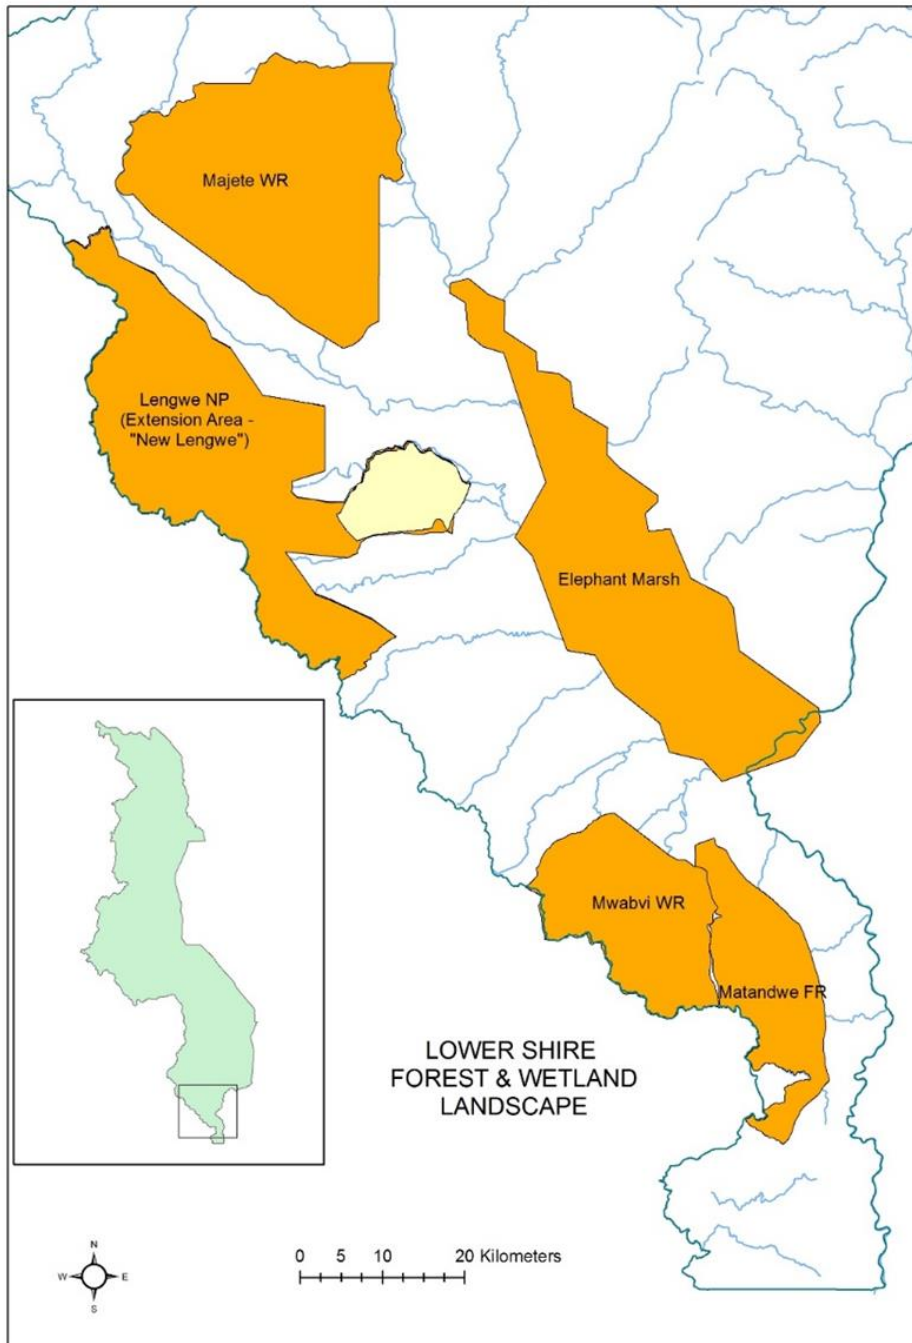 Majete WR
Lengwe NP
(Extension Area -
"New Lengwe")
Elephant Marsh
Mwabvi WR
Matandwe FR
LOWER SHIRE
FOREST & WETLAND
LANDSCAPE
N
W E
S
0 5 10 20 Kilometers